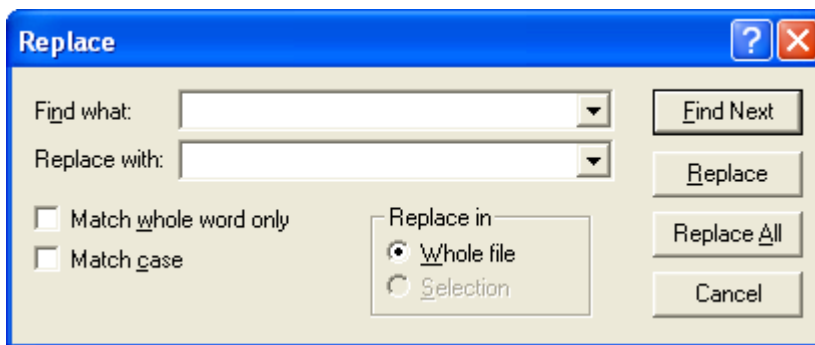 Replace
Find what:
Find Next
Replace with:
Replace
Match whole word only
Replace in
Match case
Whole file
Replace All
Selection
Cancel